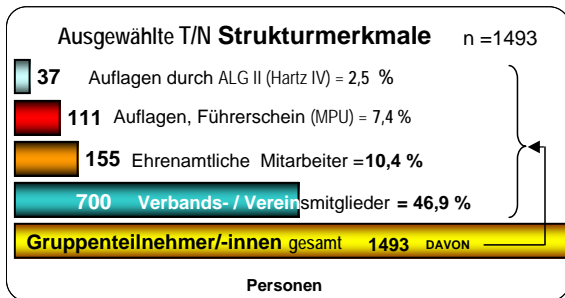 Ausgewählte T/N Strukturmerkmale n =1493
37 Auflagen durch ALG II (Hartz IV) = 2,5 %
111 Auflagen, Führerschein (MPU) = 7,4 %
155 Ehrenamtliche Mitarbeiter =10,4 %
700 Verbands- / Vereinsmitglieder = 46,9 %
Gruppenteilnehmer/-innen gesamt 1493 DAVON
Personen